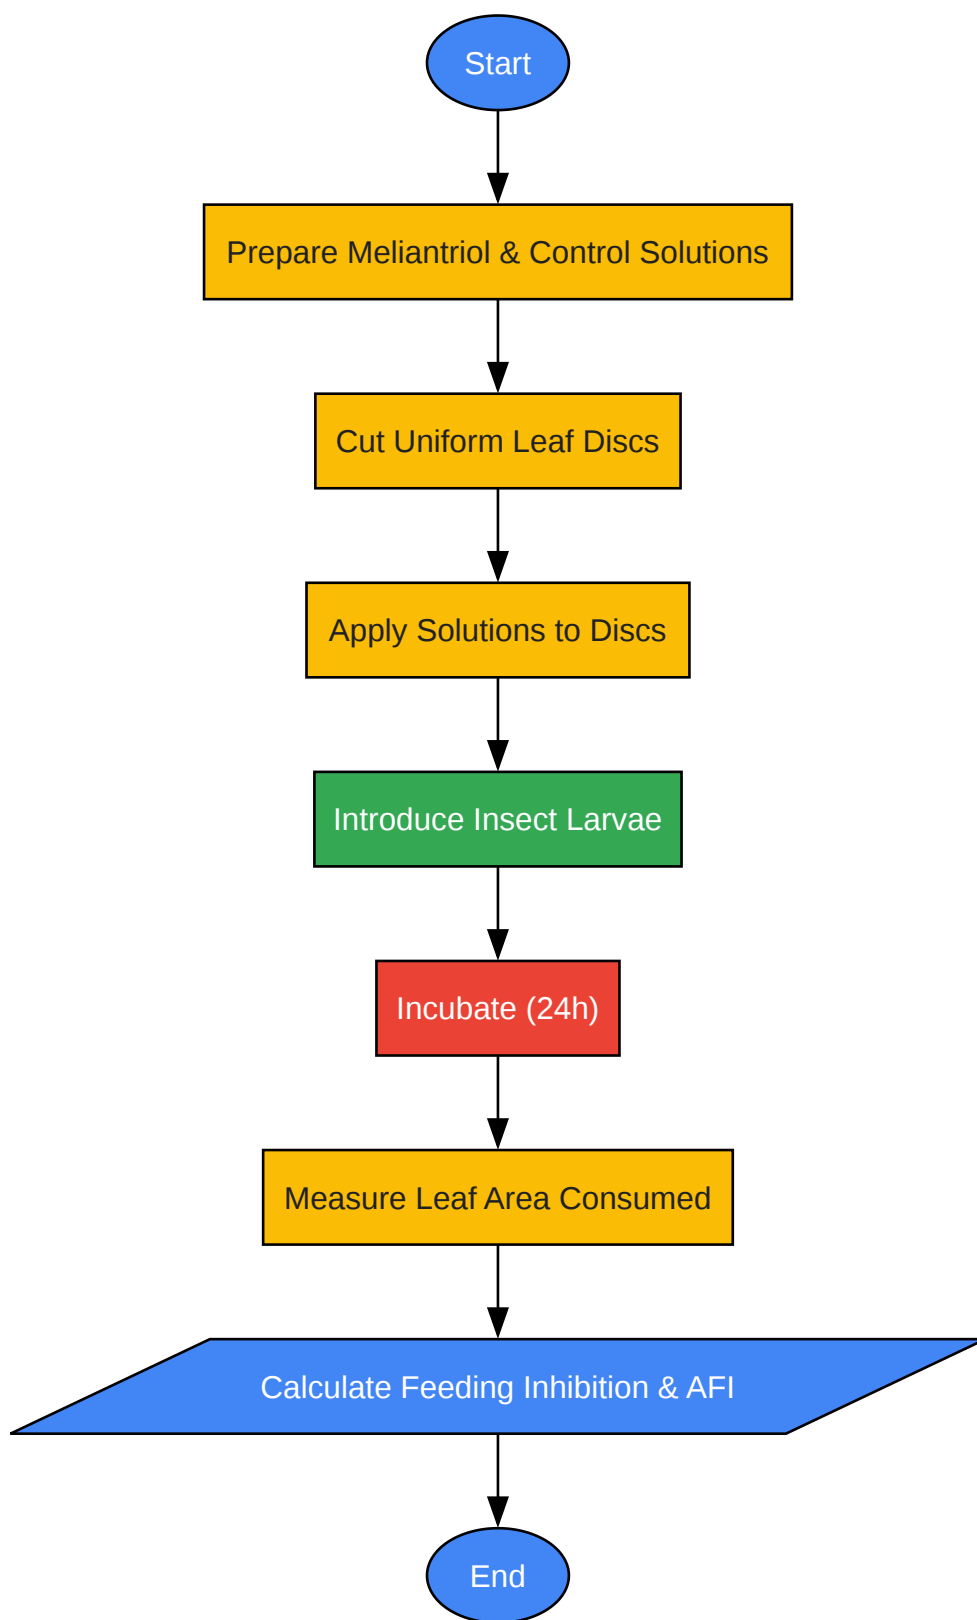 Start
Prepare Meliantriol & Control Solutions
Cut Uniform Leaf Discs
Apply Solutions to Discs
Introduce Insect Larvae
Incubate (24h)
Measure Leaf Area Consumed
Calculate Feeding Inhibition & AFI
End